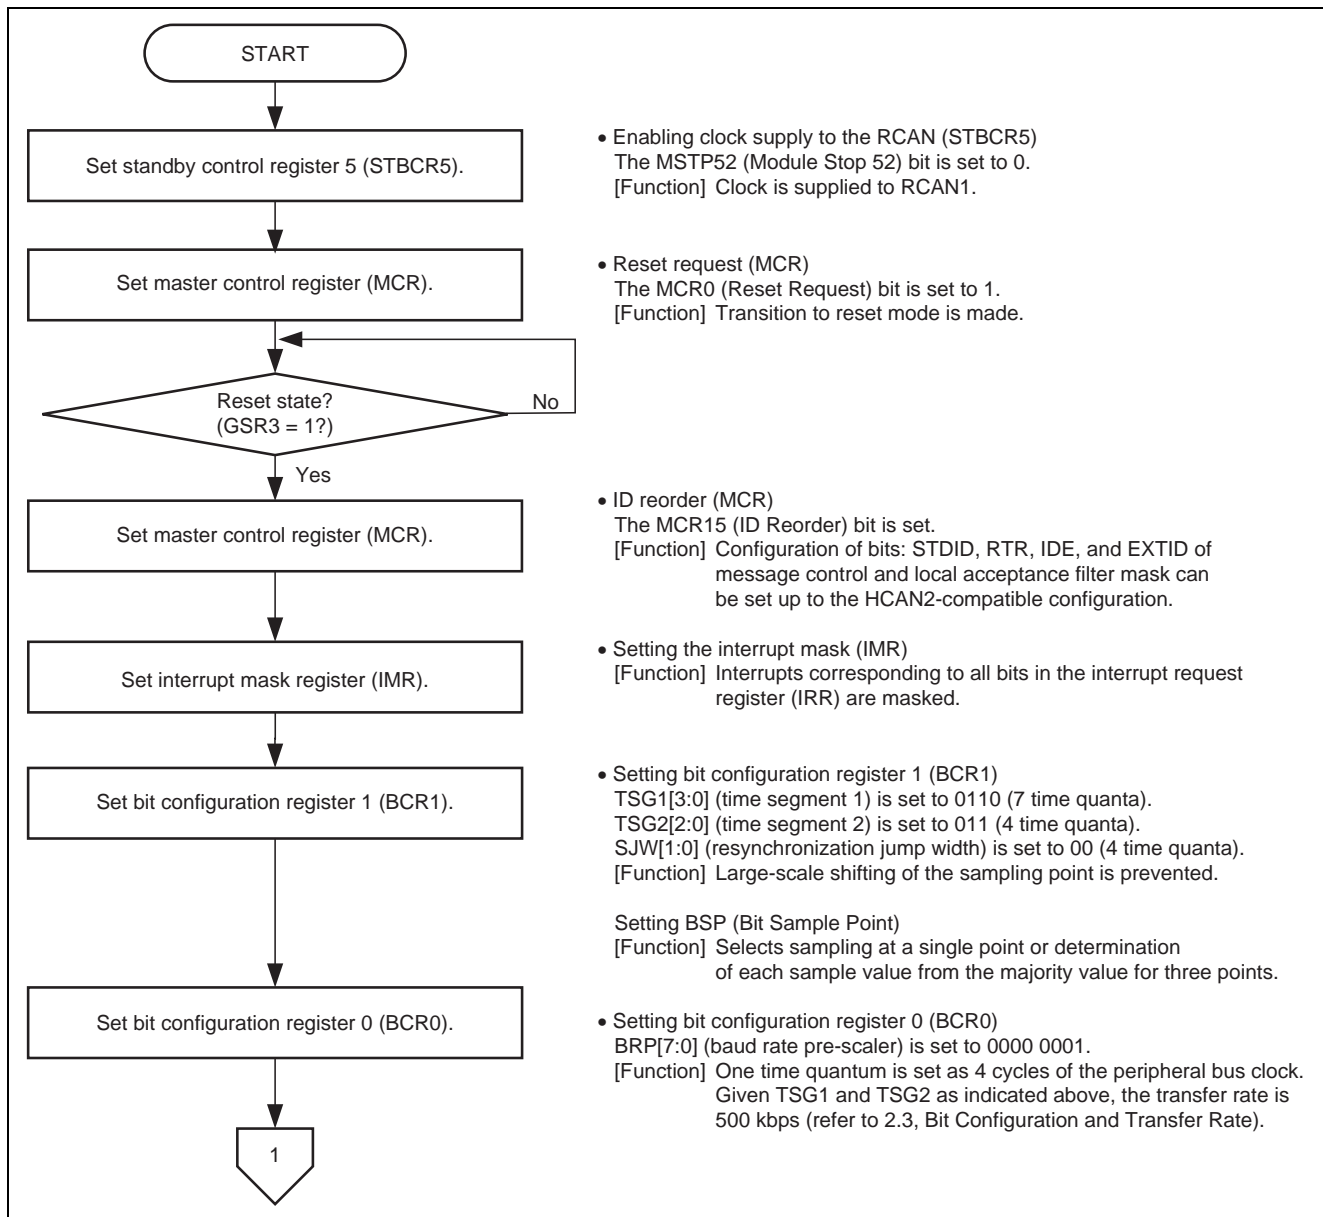 START
Set standby control register 5 (STBCR5).
• Enabling clock supply to the RCAN (STBCR5)
The MSTP52 (Module Stop 52) bit is set to 0.
[Function] Clock is supplied to RCAN1.
Set master control register (MCR).
• Reset request (MCR)
The MCR0 (Reset Request) bit is set to 1.
[Function] Transition to reset mode is made.
Reset state?
(GSR3 = 1?)
No
Yes
Set master control register (MCR).
• ID reorder (MCR)
The MCR15 (ID Reorder) bit is set.
[Function] Configuration of bits: STDID, RTR, IDE, and EXTID of
message control and local acceptance filter mask can
be set up to the HCAN2-compatible configuration.
Set interrupt mask register (IMR).
• Setting the interrupt mask (IMR)
[Function] Interrupts corresponding to all bits in the interrupt request
register (IRR) are masked.
Set bit configuration register 1 (BCR1).
• Setting bit configuration register 1 (BCR1)
TSG1[3:0] (time segment 1) is set to 0110 (7 time quanta).
TSG2[2:0] (time segment 2) is set to 011 (4 time quanta).
SJW[1:0] (resynchronization jump width) is set to 00 (4 time quanta).
[Function] Large-scale shifting of the sampling point is prevented.
Setting BSP (Bit Sample Point)
[Function] Selects sampling at a single point or determination
of each sample value from the majority value for three points.
Set bit configuration register 0 (BCR0).
• Setting bit configuration register 0 (BCR0)
BRP[7:0] (baud rate pre-scaler) is set to 0000 0001.
[Function] One time quantum is set as 4 cycles of the peripheral bus clock.
Given TSG1 and TSG2 as indicated above, the transfer rate is
500 kbps (refer to 2.3, Bit Configuration and Transfer Rate).
1